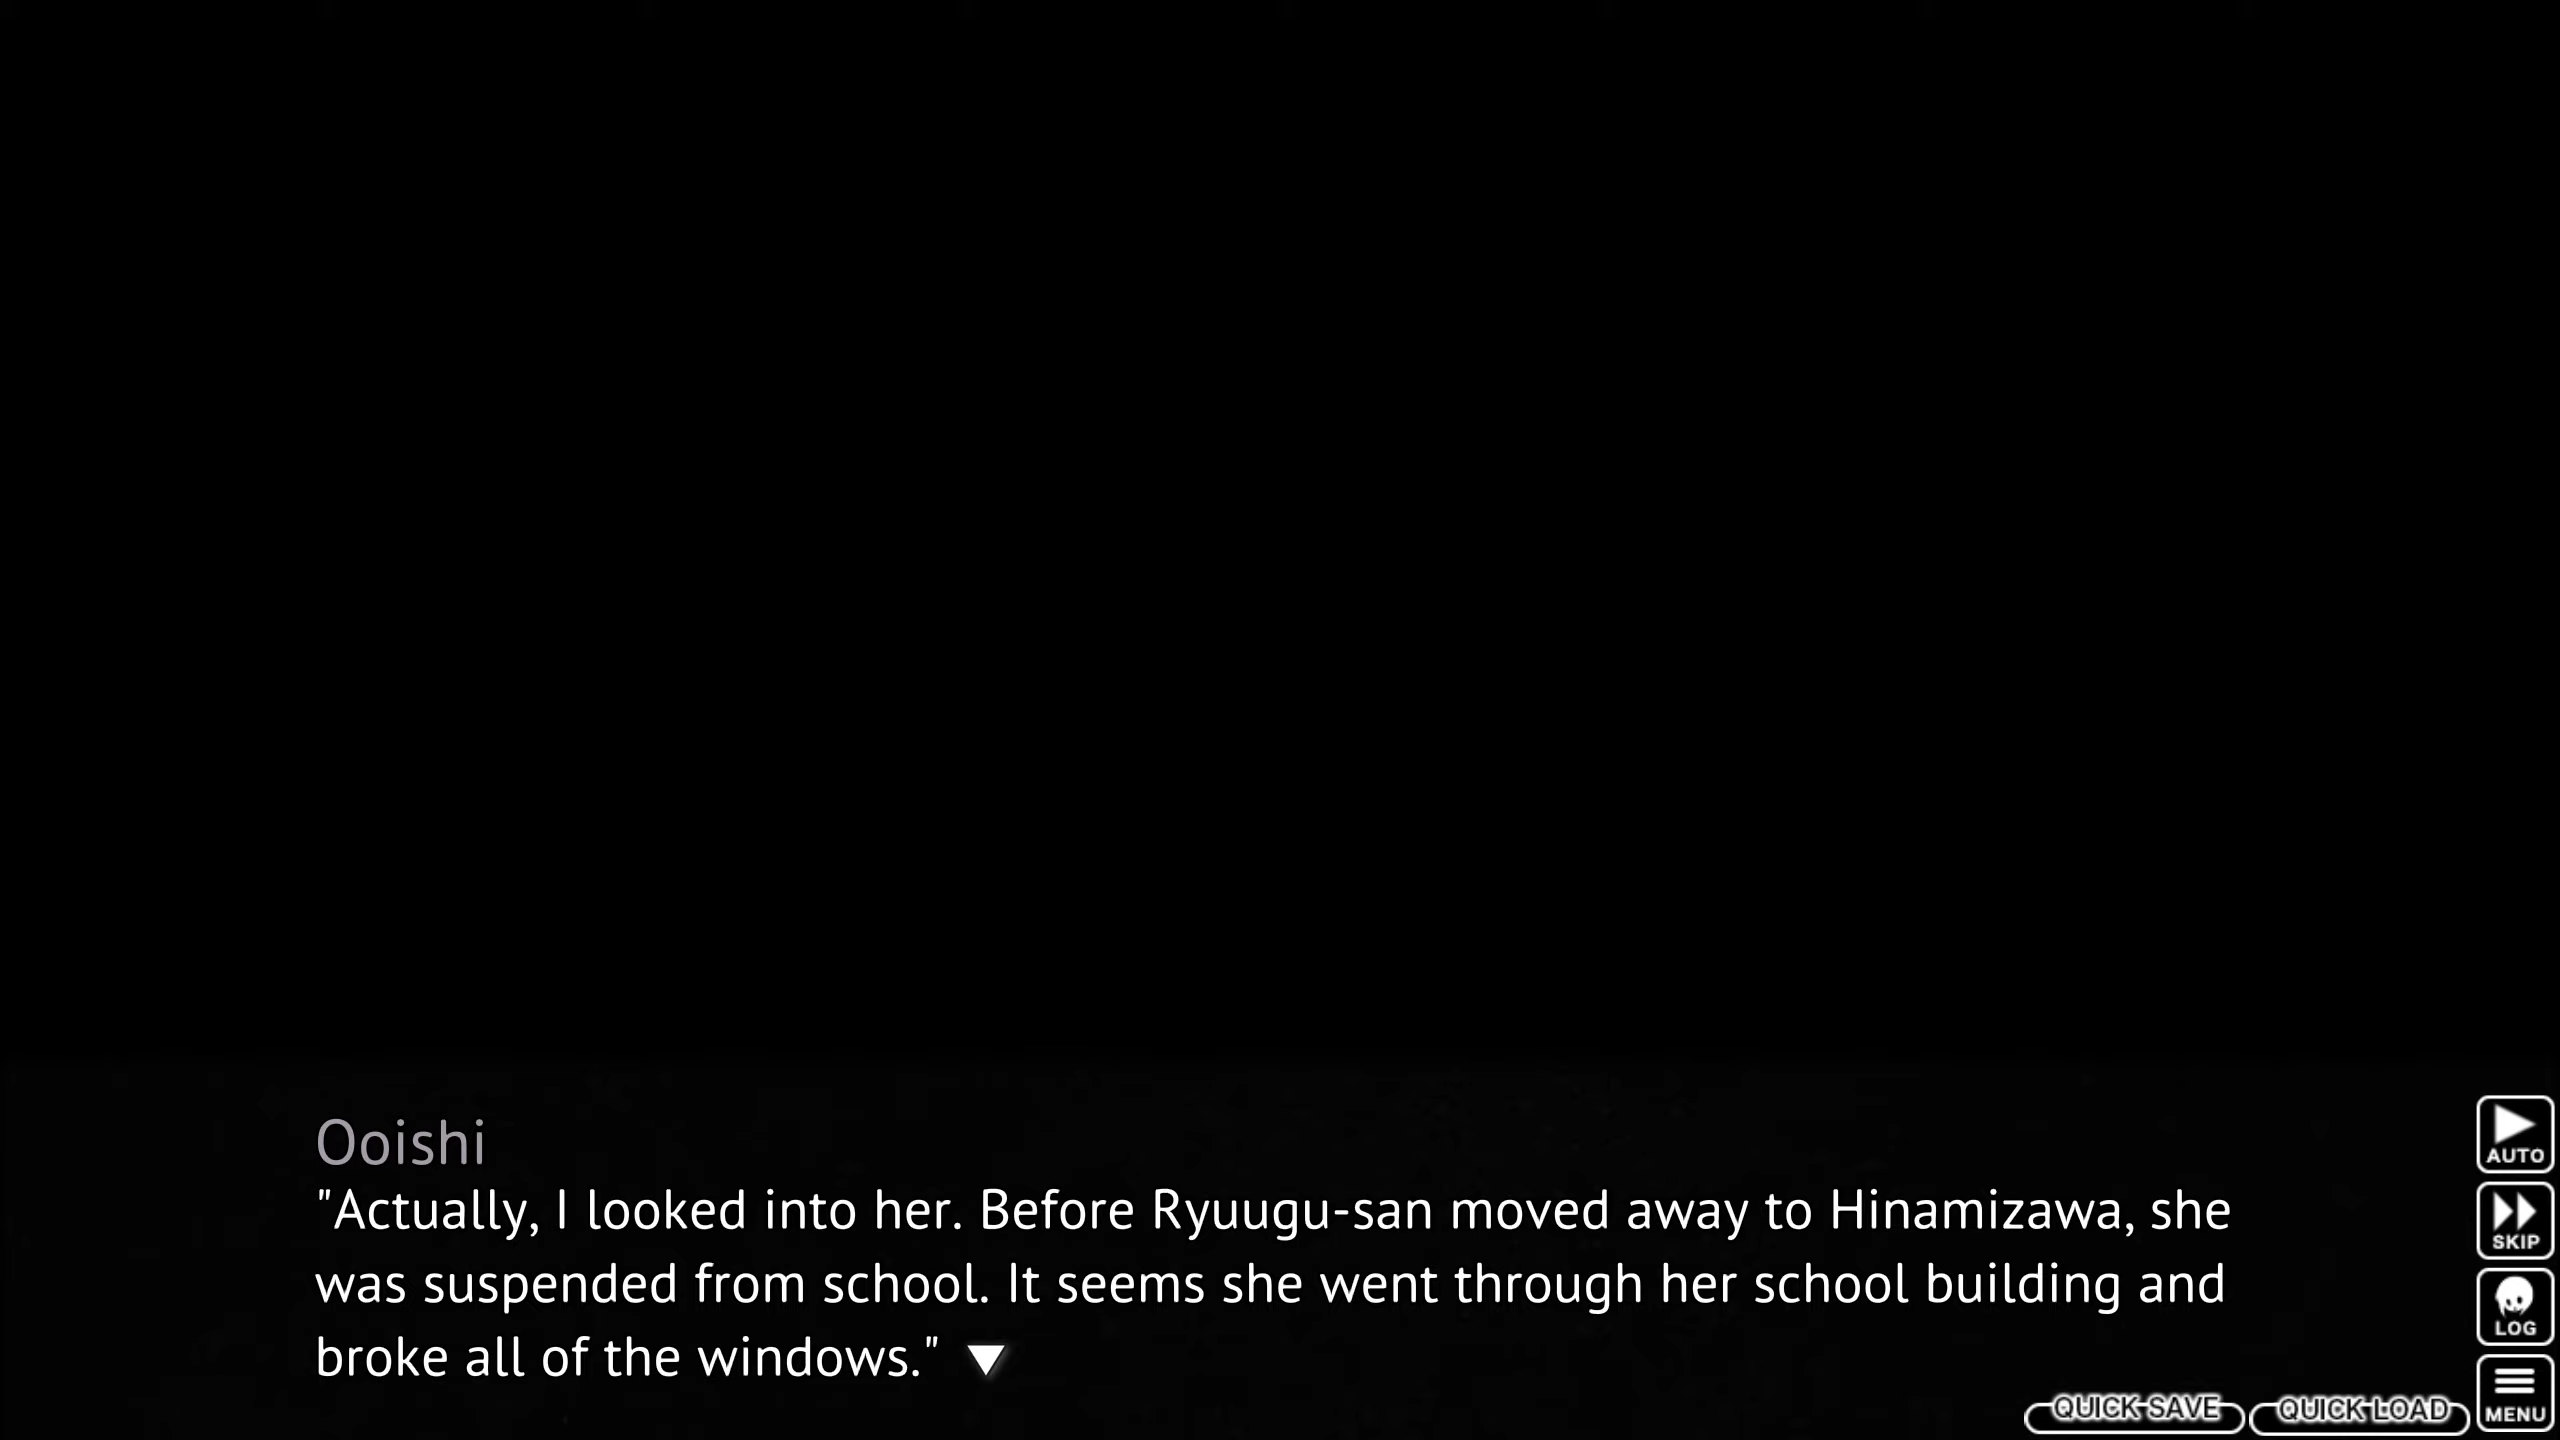 Ooishi
"Actually, I looked into her. Before Ryuugu-san moved away to Hinamizawa, she
was suspended from school. It seems she went through her school building and
broke all of the windows."
AUTO
SKIP
LOG
MENU
QUICK SAVE
QUICK LOAD